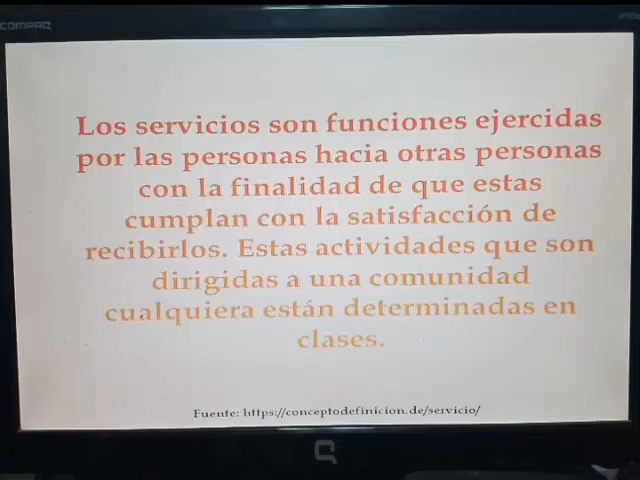 COMPAQ
Los servicios son funciones ejercidas
por las personas hacia otras personas
con la finalidad de que estas
cumplan con la satisfacción de
recibirlos. Estas actividades que son
dirigidas a una comunidad
cualquiera están determinadas en
clases.
Fuente: https://conceptodefinicion.de/servicio/